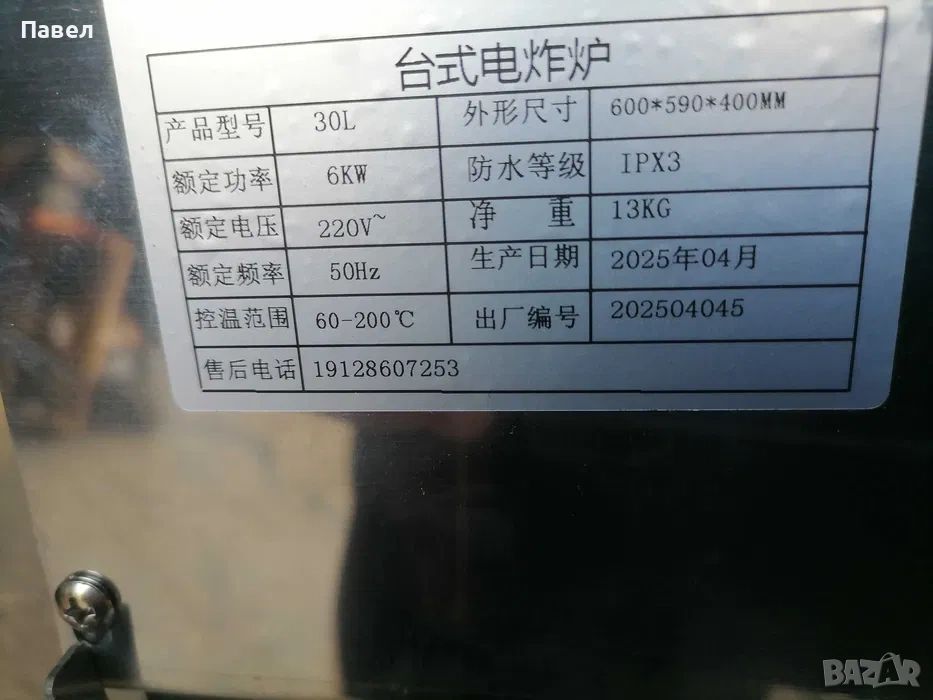 Павел
台式电炸炉
产品型号 30L 外形尺寸 600*590*400MM
额定功率 6KW 防水等级 IPX3
额定电压 220V~ 净 重 13KG
额定频率 50Hz 生产日期 2025年04月
控温范围 60-200℃ 出厂编号 202504045
售后电话 19128607253
BAZAR